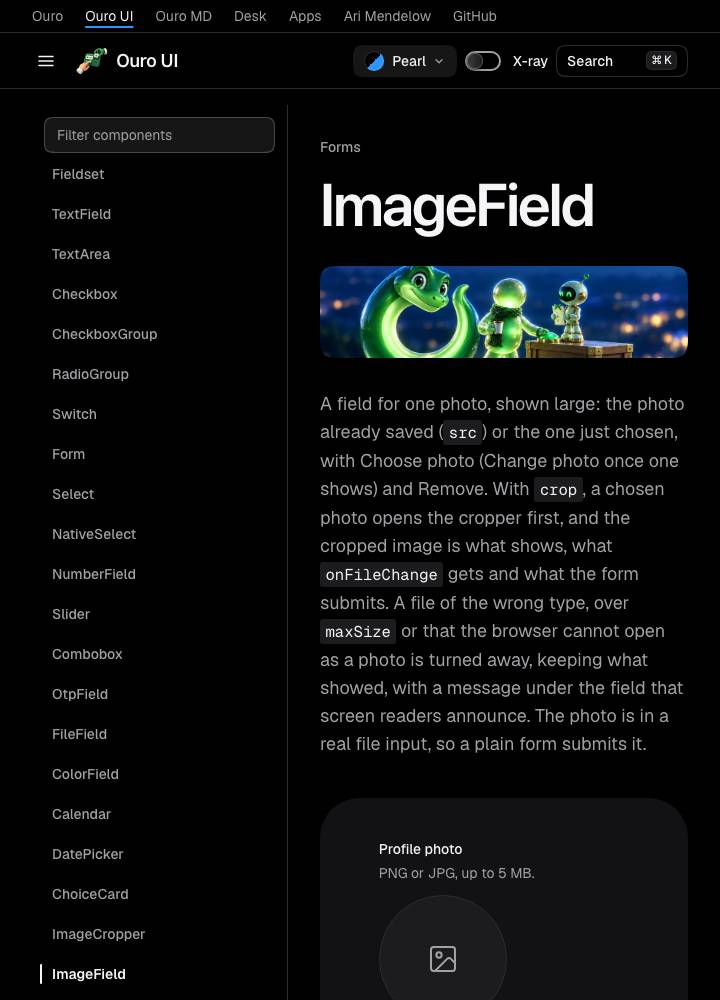 Ouro Ouro UI Ouro MD Desk Apps Ari Mendelow GitHub
Ouro UI Pearl X-ray Search ⌘ K
Filter components
Fieldset
TextField
TextArea
Checkbox
CheckboxGroup
RadioGroup
Switch
Form
Select
NativeSelect
NumberField
Slider
Combobox
OtpField
FileField
ColorField
Calendar
DatePicker
ChoiceCard
ImageCropper
ImageField
Forms
ImageField
A field for one photo, shown large: the photo
already saved (src) or the one just chosen,
with Choose photo (Change photo once one
shows) and Remove. With crop, a chosen
photo opens the cropper first, and the
cropped image is what shows, what
onFileChange gets and what the form
submits. A file of the wrong type, over
maxSize or that the browser cannot open
as a photo is turned away, keeping what
showed, with a message under the field that
screen readers announce. The photo is in a
real file input, so a plain form submits it.
Profile photo
PNG or JPG, up to 5 MB.